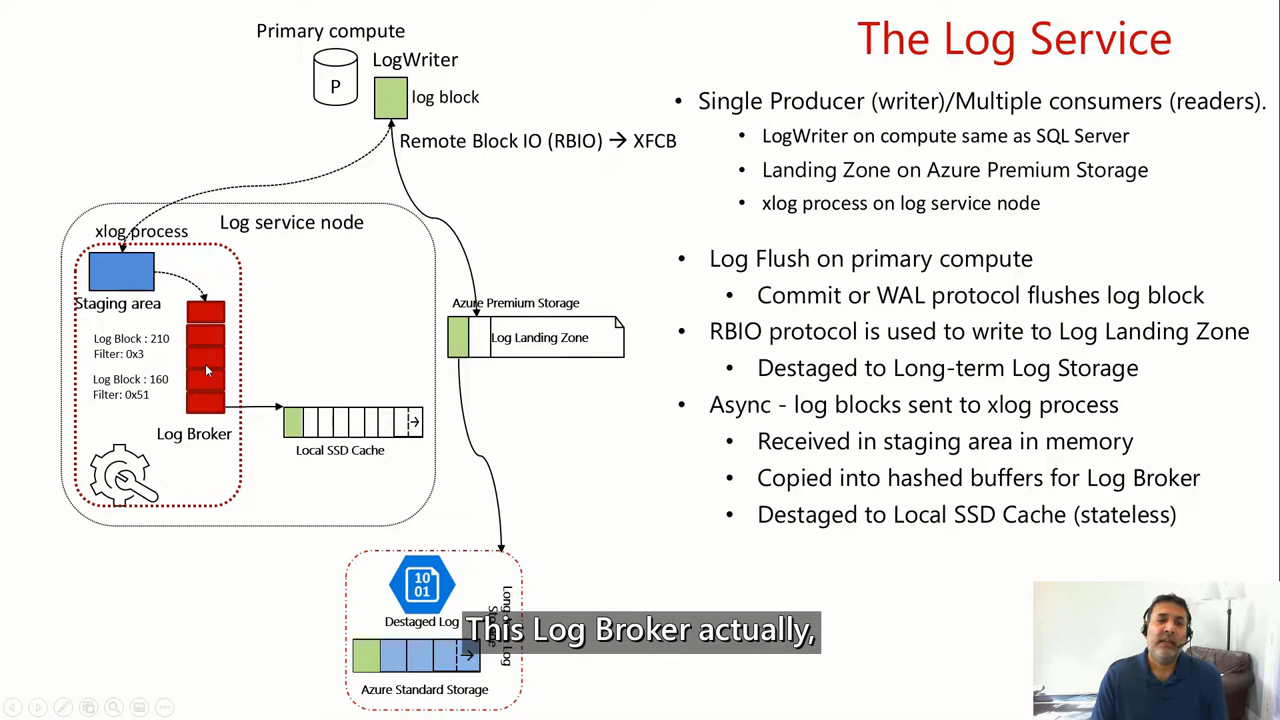 The Log Service
Primary compute
LogWriter
P
log block
Remote Block IO (RBIO) → XFCB
Log service node
xlog process
Staging area
Log Block : 210
Filter: 0x3
Log Block : 160
Filter: 0x51
Log Broker
Local SSD Cache
Azure Premium Storage
Log Landing Zone
10
01
Destaged Log
Azure Standard Storage
• Single Producer (writer)/Multiple consumers (readers).
• LogWriter on compute same as SQL Server
• Landing Zone on Azure Premium Storage
• xlog process on log service node
• Log Flush on primary compute
• Commit or WAL protocol flushes log block
• RBIO protocol is used to write to Log Landing Zone
• Destaged to Long-term Log Storage
• Async - log blocks sent to xlog process
• Received in staging area in memory
• Copied into hashed buffers for Log Broker
• Destaged to Local SSD Cache (stateless)
This Log Broker actually,